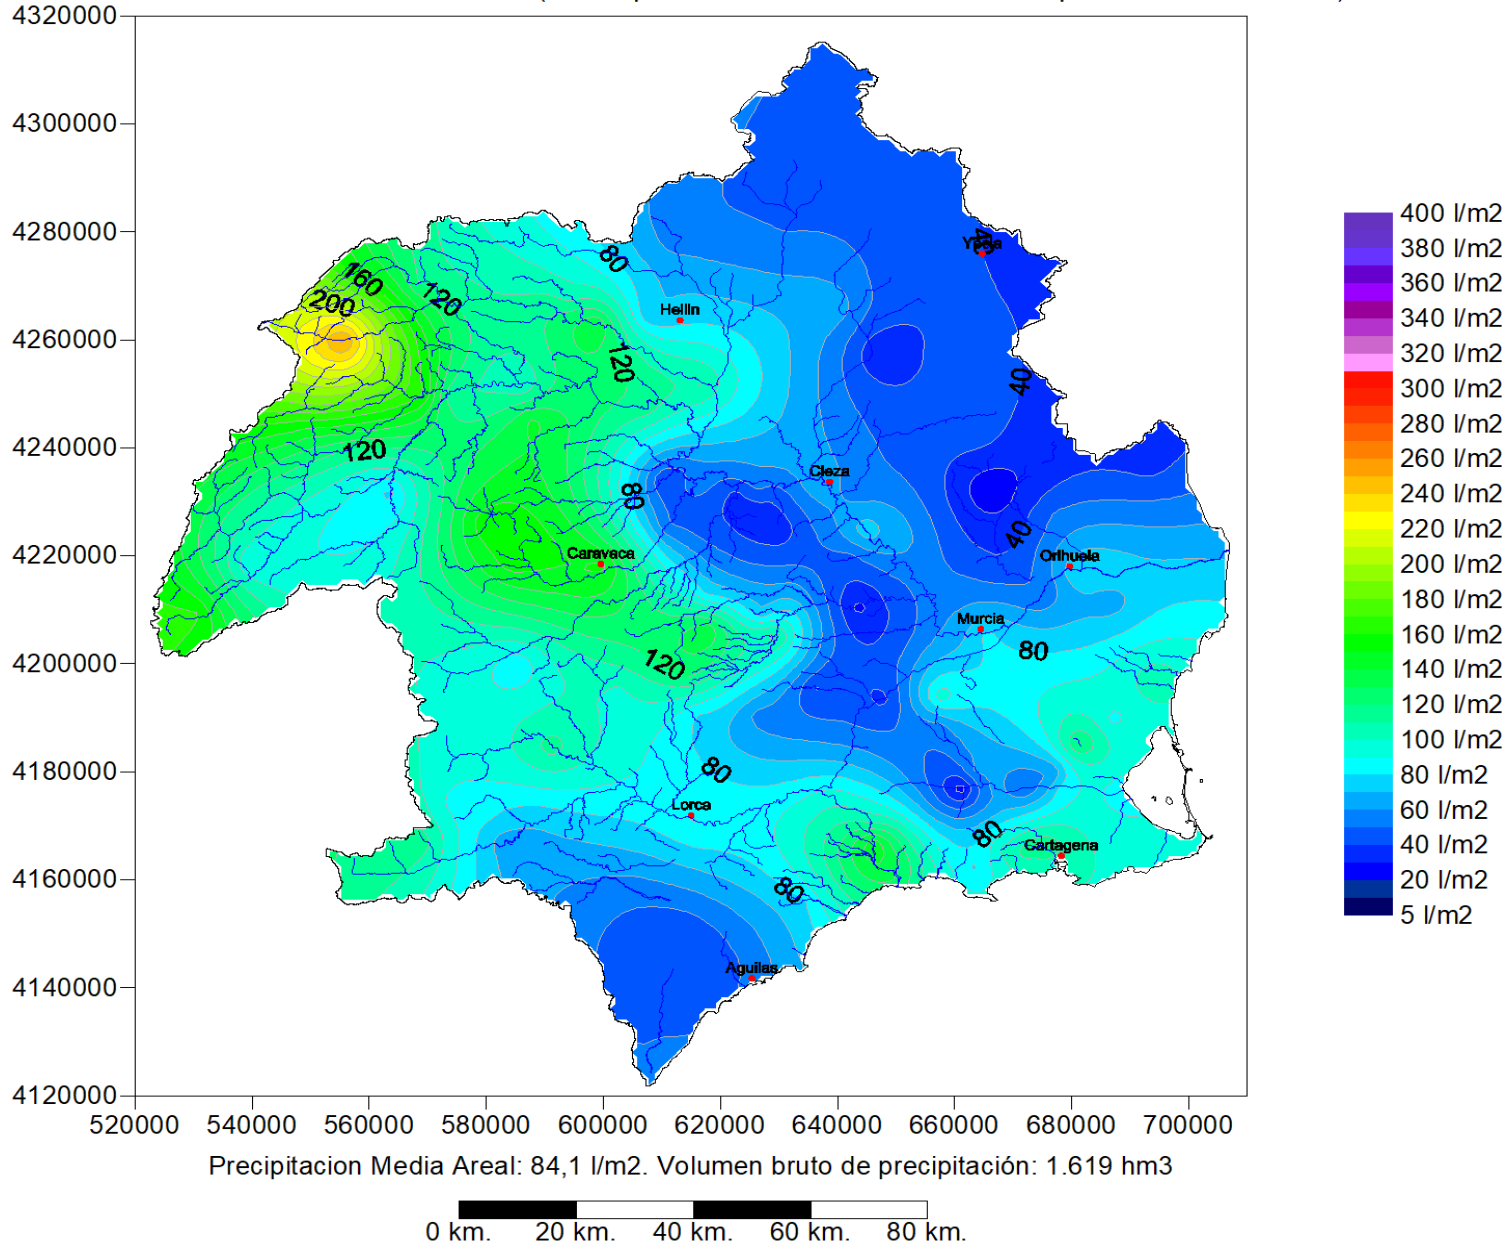 4320000
4300000
4280000
4260000
4240000
4220000
4200000
4180000
4160000
4140000
4120000
520000 540000 560000 580000 600000 620000 640000 660000 680000 700000
160
200
120
80
Hellin
120
40
120
80
Cieza
40
Caravaca
Orihuela
Murcia
80
120
80
Lorca
80
Cartagena
80
Aguilas
400 l/m2
380 l/m2
360 l/m2
340 l/m2
320 l/m2
300 l/m2
280 l/m2
260 l/m2
240 l/m2
220 l/m2
200 l/m2
180 l/m2
160 l/m2
140 l/m2
120 l/m2
100 l/m2
80 l/m2
60 l/m2
40 l/m2
20 l/m2
5 l/m2
Precipitacion Media Areal: 84,1 l/m2. Volumen bruto de precipitación: 1.619 hm3
0 km. 20 km. 40 km. 60 km. 80 km.